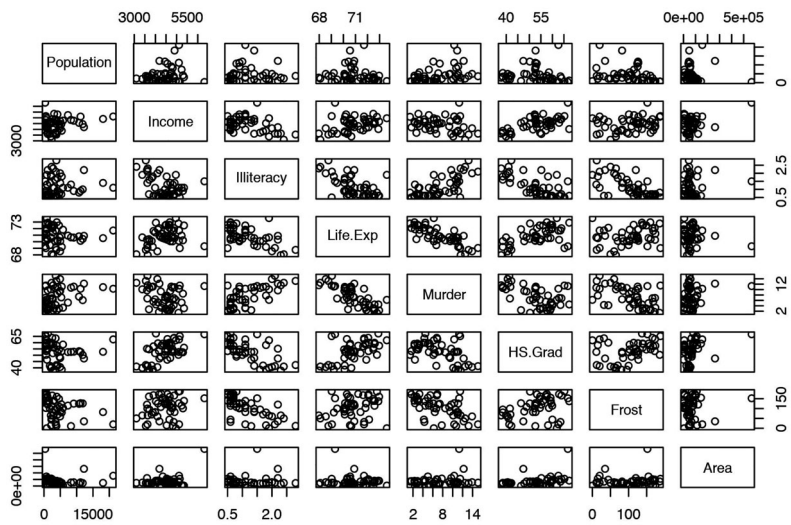 3000 5500 68 71 40 55 0e+00 5e+05
Population 0
3000 Income
Illiteracy 0.5 2.5
68 73 Life.Exp
Murder 2 12
40 65 HS.Grad
Frost 0 150
0e+00 Area
0 15000 0.5 2.0 2 8 14 0 100